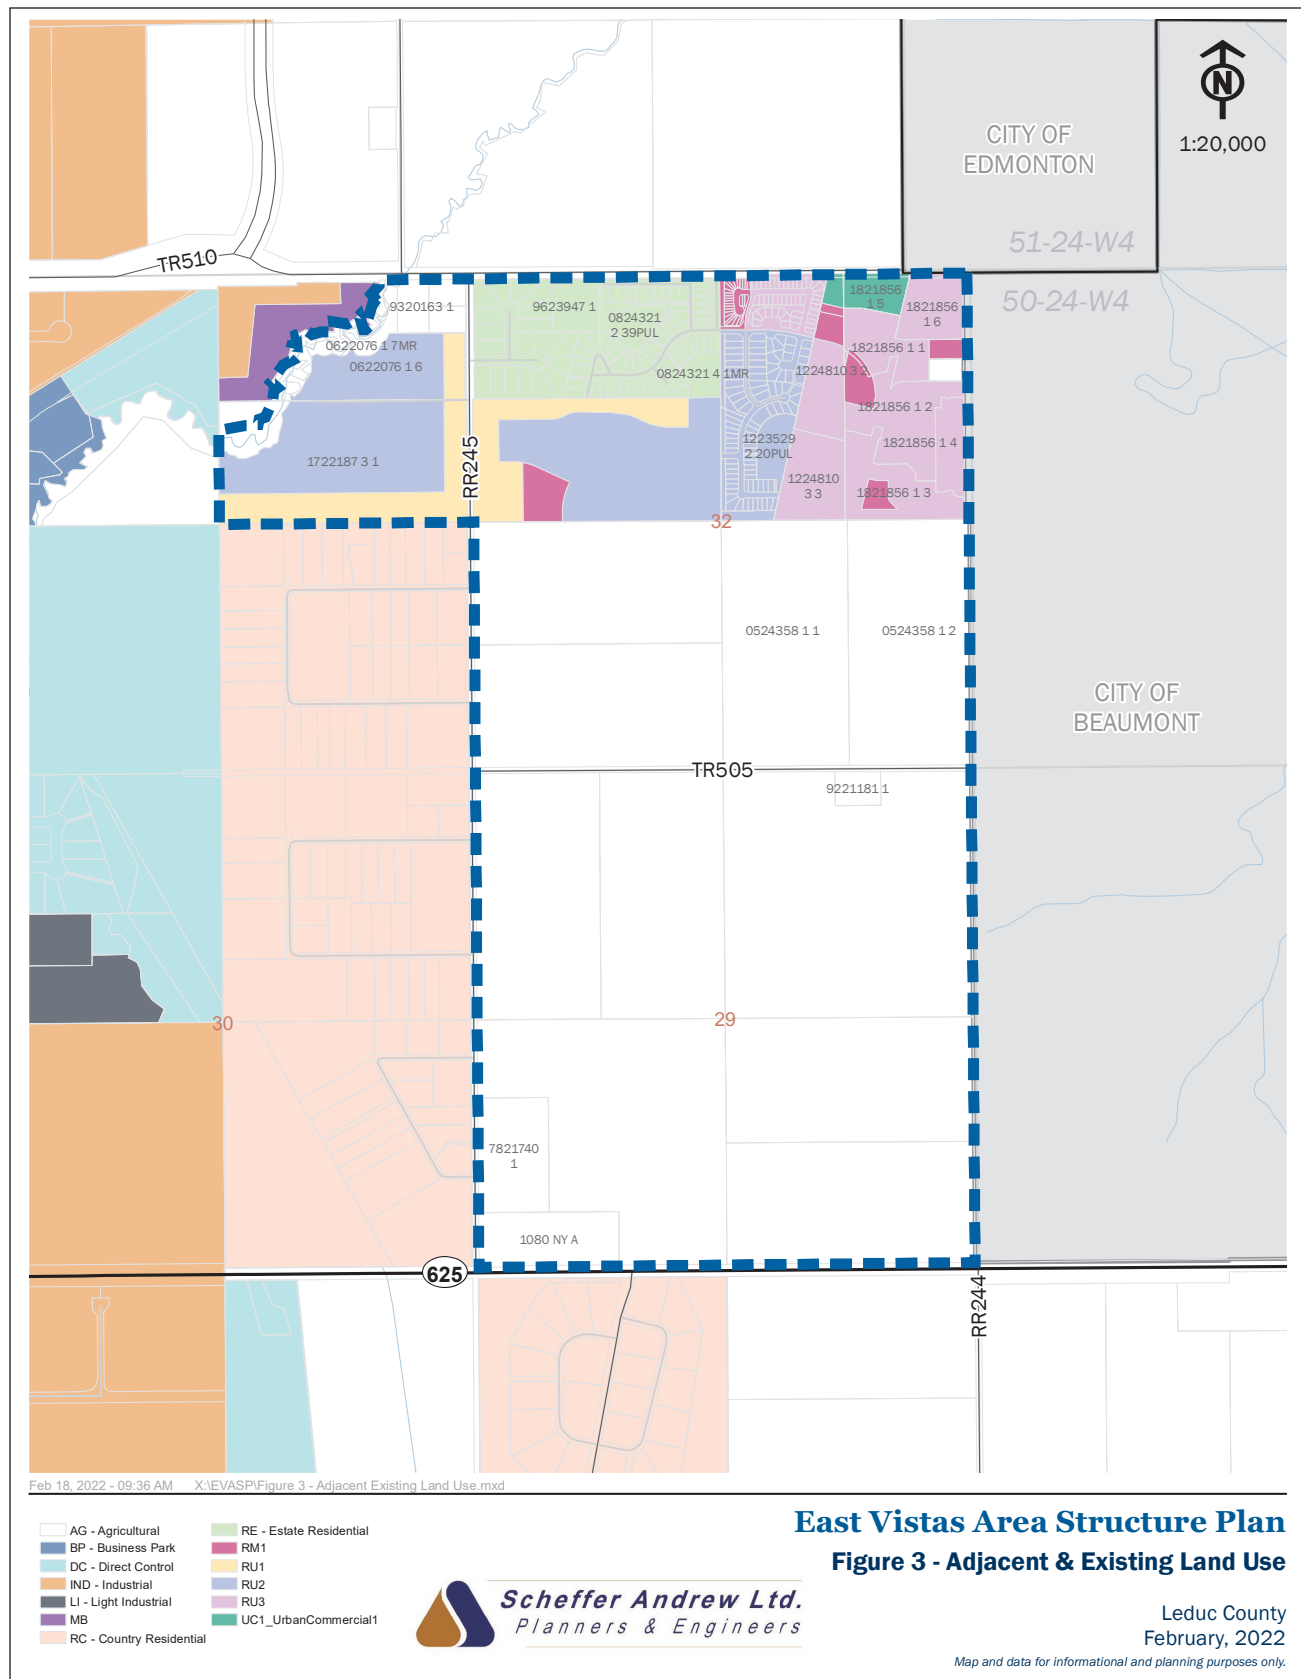 CITY OF
EDMONTON
N
1:20,000
51-24-W4
50-24-W4
TR510
9320163 1
9623947 1
0824321
2 39PUL
1821856
1 5
1821856
1 6
0622076 1 7MR
0622076 1 6
0824321 4 1MR
1224810 3 2
1821856 1 1
1821856 1 2
1223529
2 20PUL
1821856 1 4
1722187 3 1
RR245
1224810
3 3
1821856 1 3
32
0524358 1 1
0524358 1 2
CITY OF
BEAUMONT
TR505
9221181 1
30
29
7821740
1
1080 NY A
625
RR244
Feb 18, 2022 - 09:36 AM X:\EVASP\Figure 3 - Adjacent Existing Land Use.mxd
AG - Agricultural
BP - Business Park
DC - Direct Control
IND - Industrial
LI - Light Industrial
MB
RC - Country Residential
RE - Estate Residential
RM1
RU1
RU2
RU3
UC1_UrbanCommercial1
Scheffer Andrew Ltd.
Planners & Engineers
East Vistas Area Structure Plan
Figure 3 - Adjacent & Existing Land Use
Leduc County
February, 2022
Map and data for informational and planning purposes only.